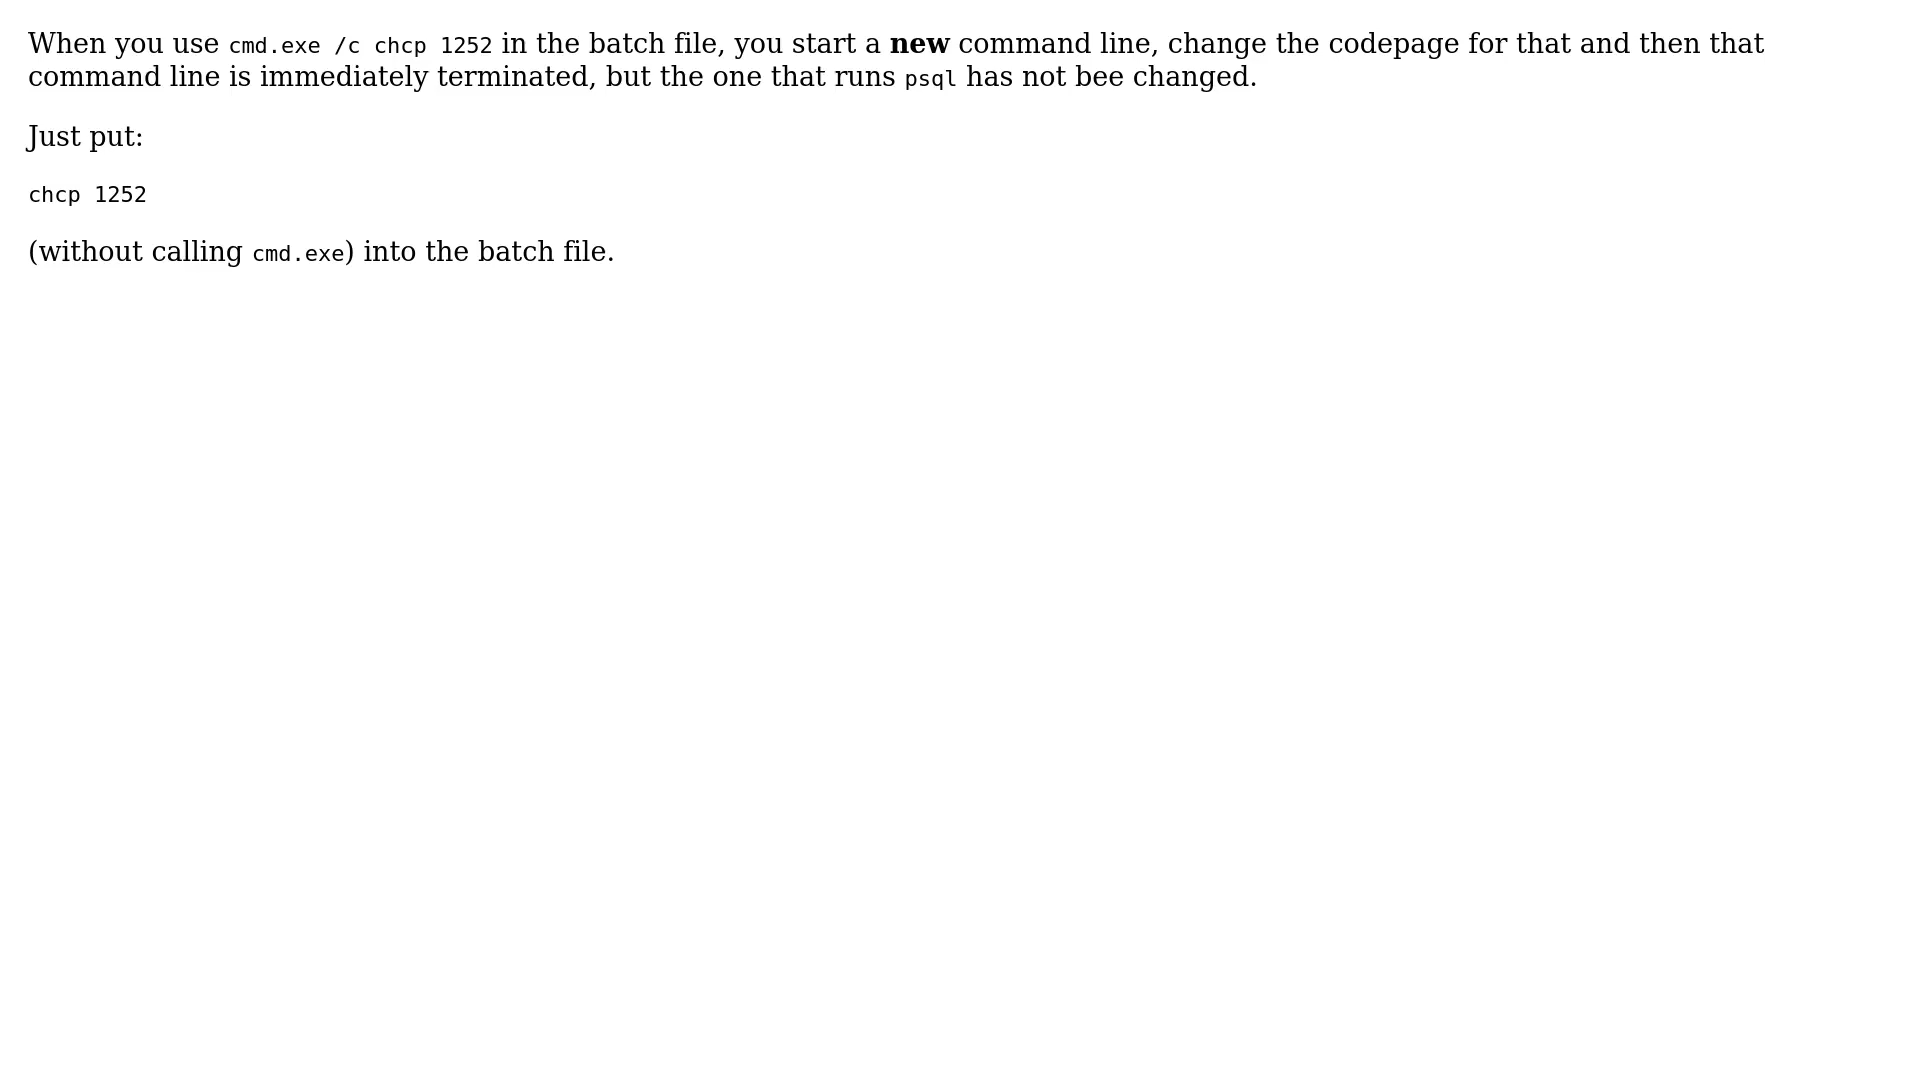 When you use cmd.exe /c chcp 1252 in the batch file, you start a new command line, change the codepage for that and then that
command line is immediately terminated, but the one that runs psql has not bee changed.
Just put:
chcp 1252
(without calling cmd.exe) into the batch file.